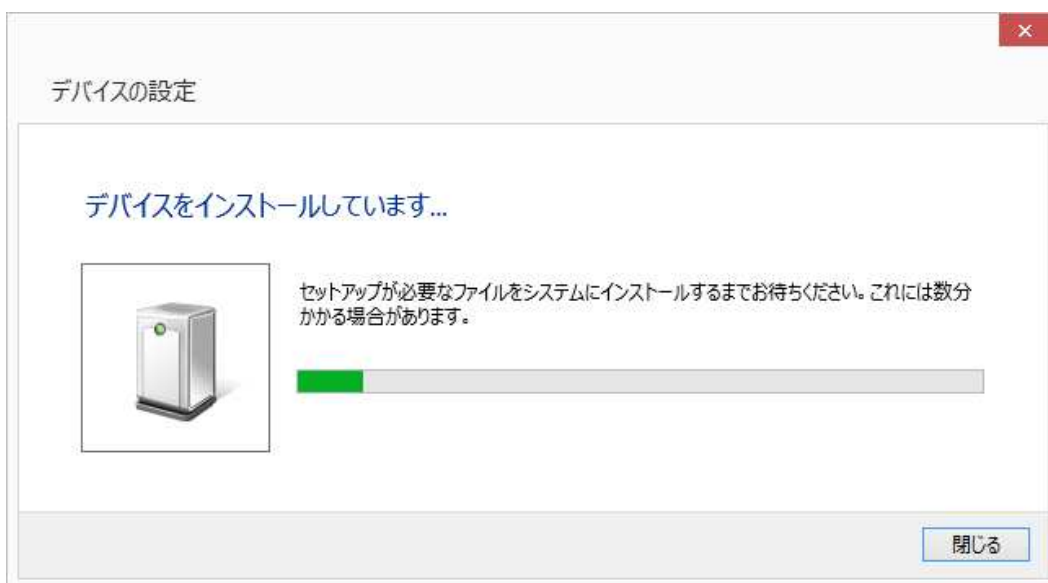 デバイスの設定
デバイスをインストールしています...
セットアップが必要なファイルをシステムにインストールするまでお待ちください。これには数分
かかる場合があります。
閉じる